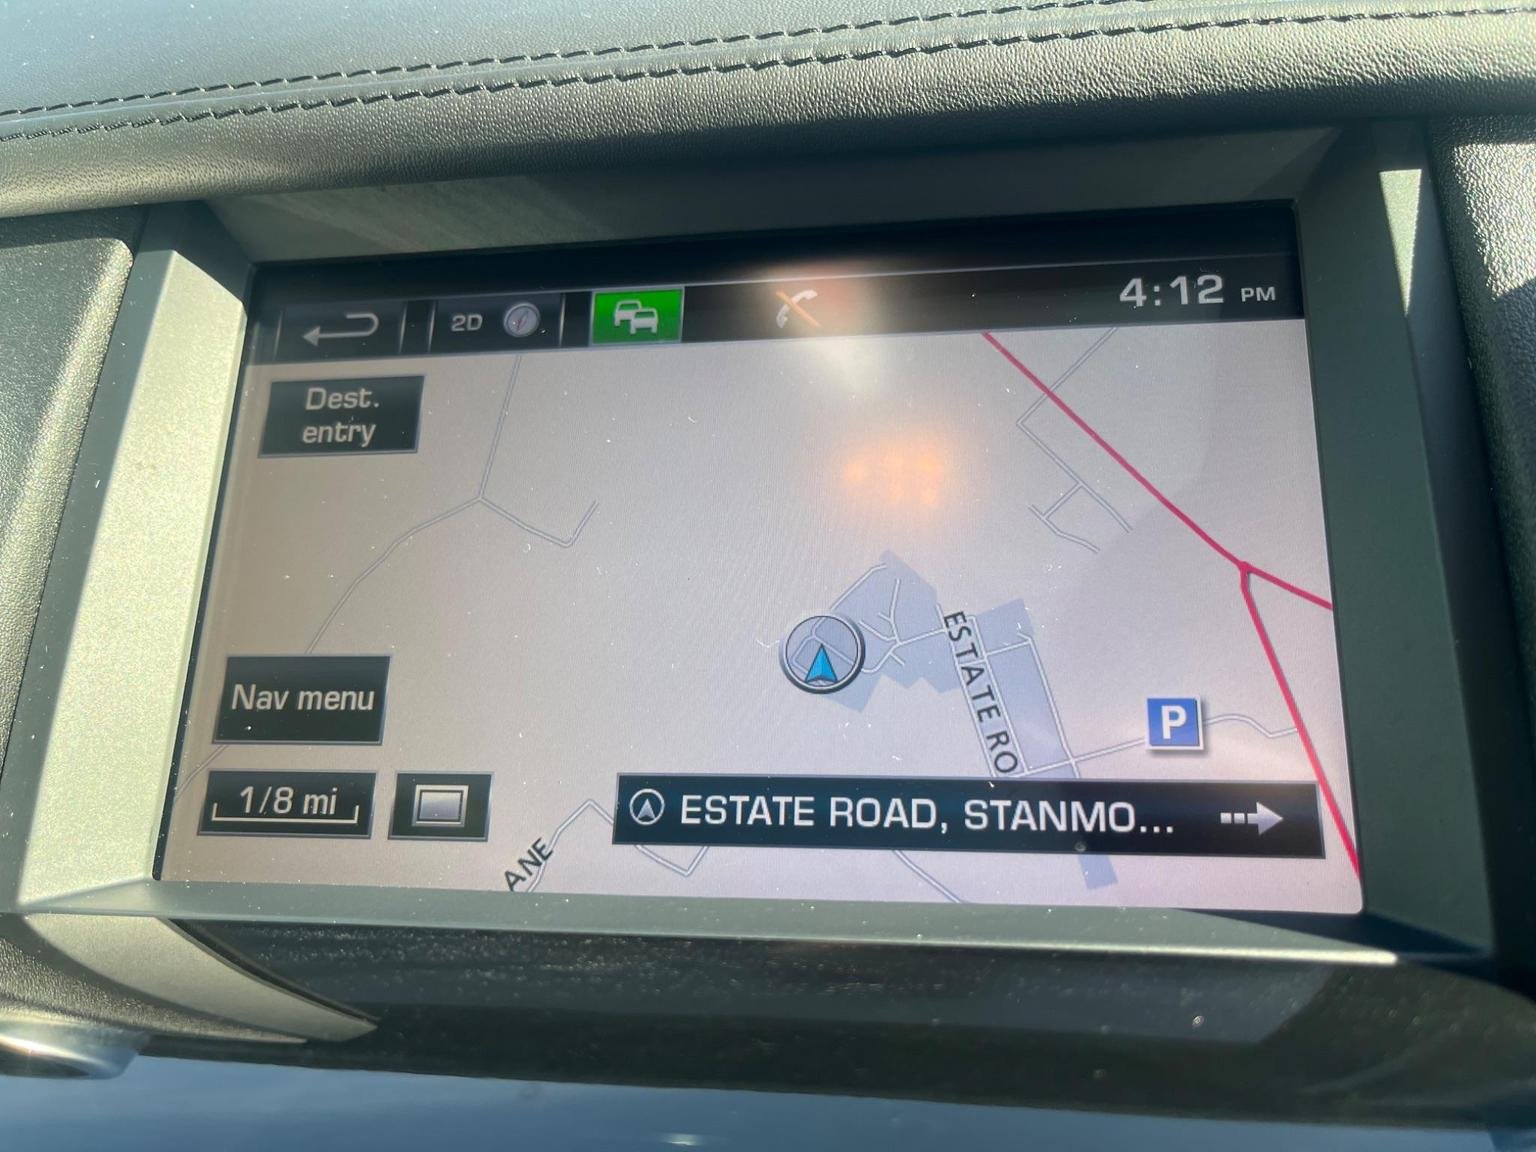 2D
4:12 PM
Dest.
entry
ESTATE RO
Nav menu
P
1/8 mi
ESTATE ROAD, STANMO...
ANE